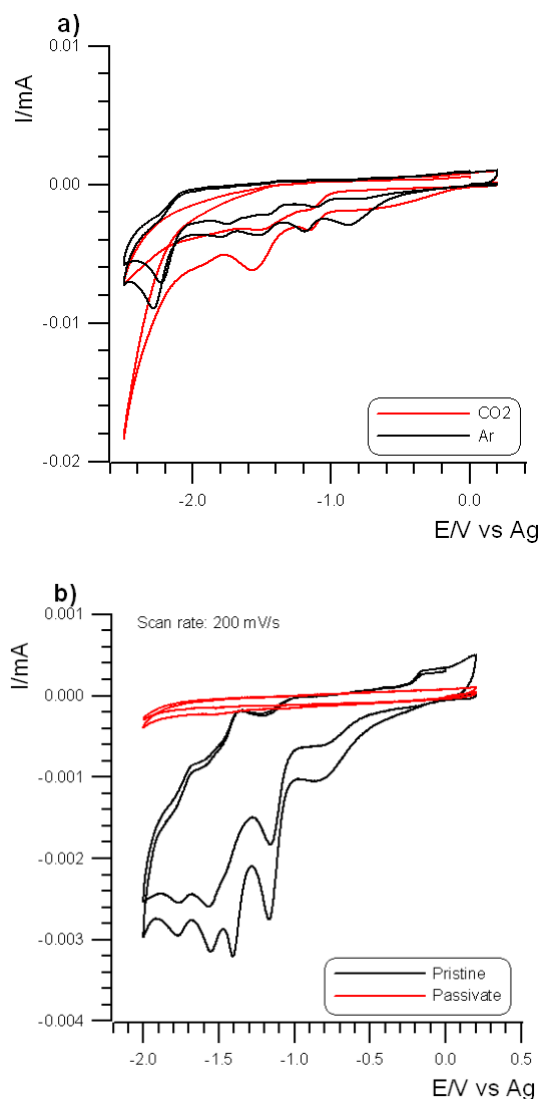 a)
0.01
I/mA
0.00
-0.01
CO2
Ar
-0.02
-2.0 -1.0 0.0
E/V vs Ag
b)
0.001
Scan rate: 200 mV/s
I/mA
0.000
-0.001
-0.002
-0.003
Pristine
Passivate
-0.004
-2.0 -1.5 -1.0 -0.5 0.0 0.5
E/V vs Ag